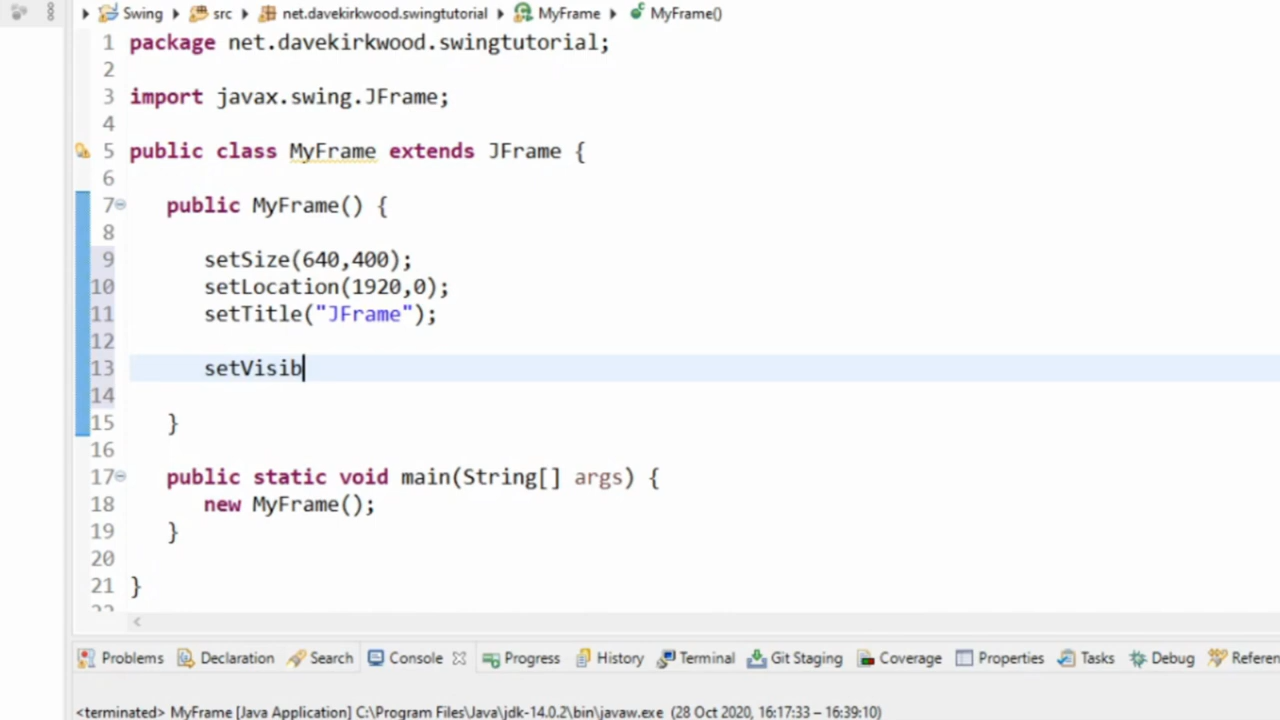 Swing src net.davekirkwood.swingtutorial MyFrame MyFrame()
1 package net.davekirkwood.swingtutorial;
2
3 import javax.swing.JFrame;
4
5 public class MyFrame extends JFrame {
6
7 public MyFrame() {
8
9 setSize(640,400);
10 setLocation(1920,0);
11 setTitle("JFrame");
12
13 setVisib
14
15 }
16
17 public static void main(String[] args) {
18 new MyFrame();
19 }
20
21 }
Problems Declaration Search Console Progress History Terminal Git Staging Coverage Properties Tasks Debug Referen
<terminated> MyFrame [Java Application] C:\Program Files\Java\jdk-14.0.2\bin\javaw.exe (28 Oct 2020, 16:17:33 – 16:39:10)